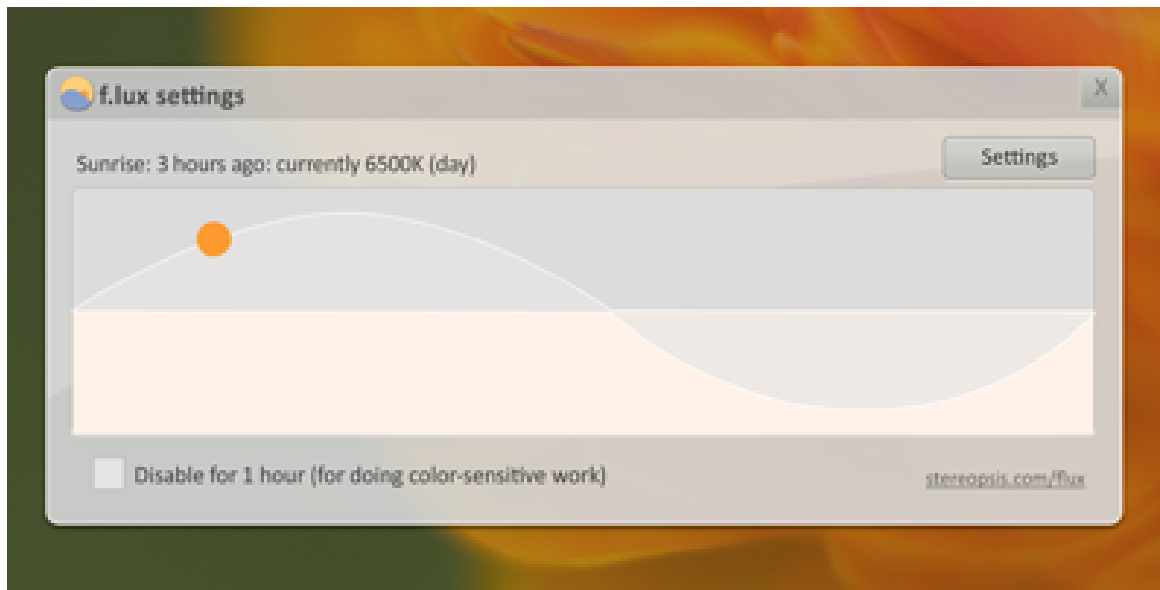 f.lux settings
X
Sunrise: 3 hours ago: currently 6500K (day)
Settings
Disable for 1 hour (for doing color-sensitive work)
stereopsis.com/flux